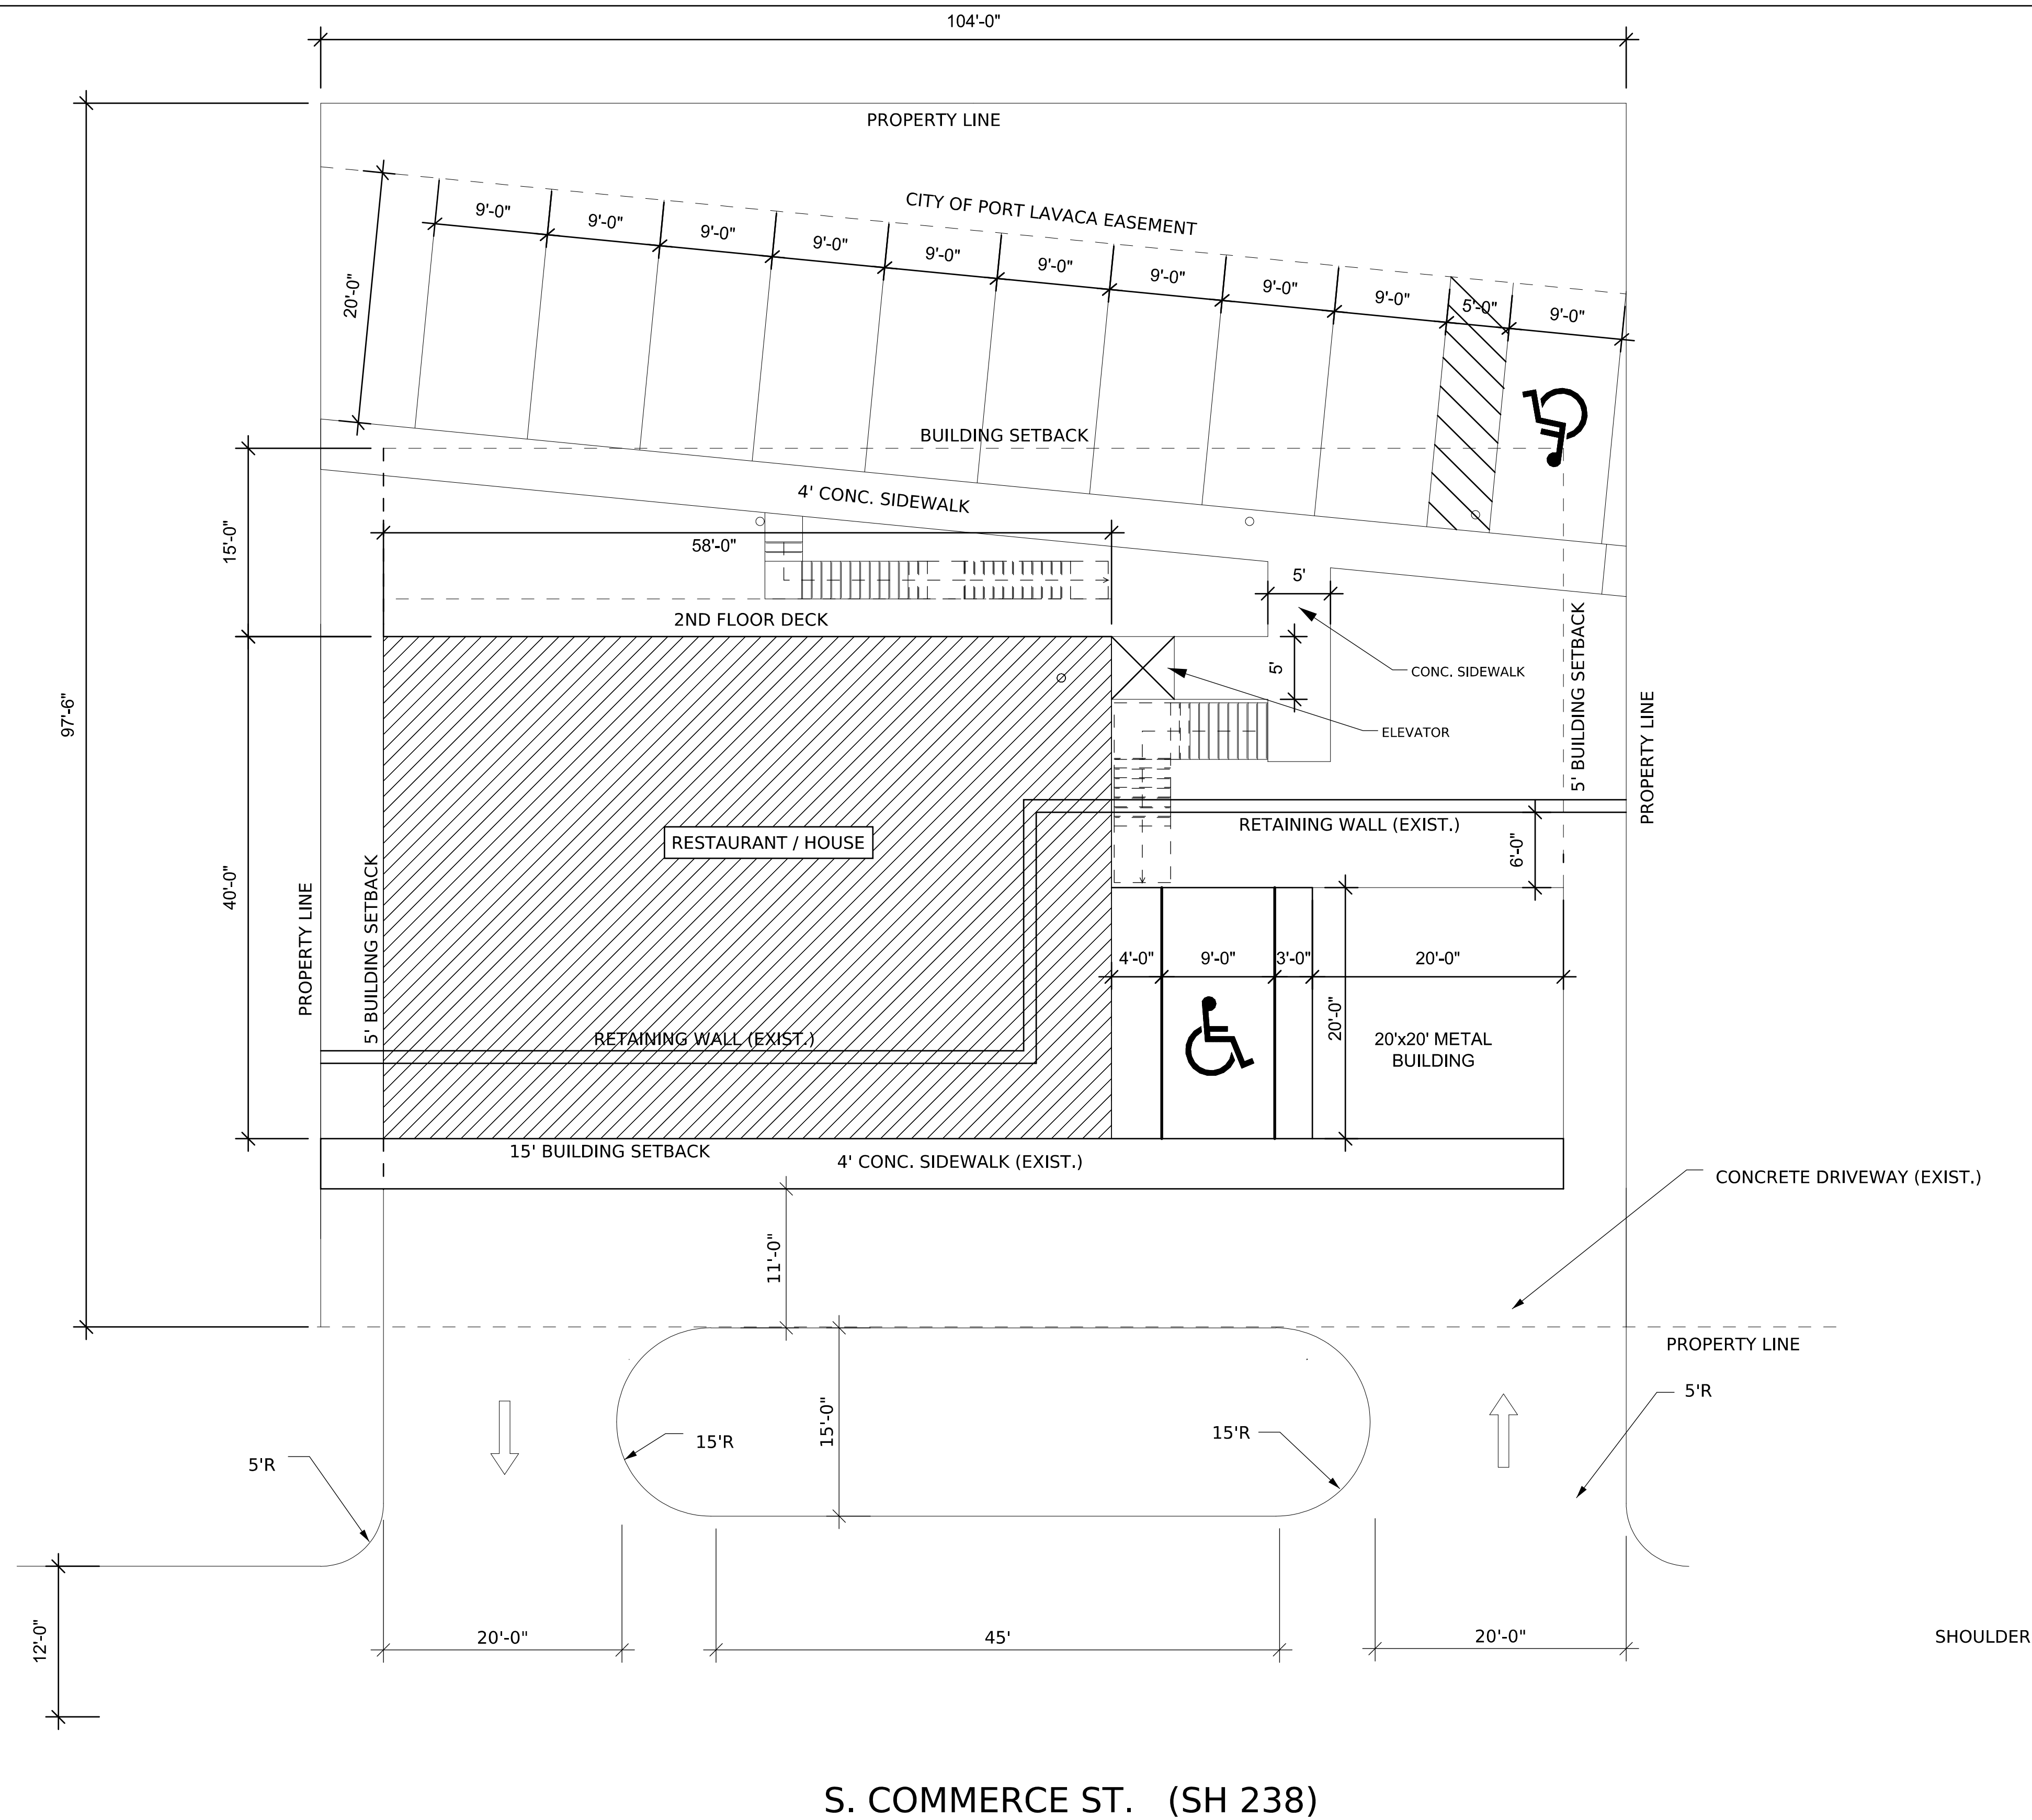 104'-0"
PROPERTY LINE
CITY OF PORT LAVACA EASEMENT
9'-0"
9'-0"
9'-0"
9'-0"
9'-0"
9'-0"
9'-0"
9'-0"
9'-0"
5'-0"
9'-0"
20'-0"
BUILDING SETBACK
4' CONC. SIDEWALK
15'-0"
58'-0"
5'
2ND FLOOR DECK
5'
CONC. SIDEWALK
ELEVATOR
5' BUILDING SETBACK
PROPERTY LINE
97'-6"
RETAINING WALL (EXIST.)
RESTAURANT / HOUSE
6'-0"
40'-0"
PROPERTY LINE
5' BUILDING SETBACK
4'-0"
9'-0"
3'-0"
20'-0"
20'-0"
RETAINING WALL (EXIST.)
20'x20' METAL
BUILDING
15' BUILDING SETBACK
4' CONC. SIDEWALK (EXIST.)
CONCRETE DRIVEWAY (EXIST.)
11'-0"
PROPERTY LINE
5'R
15'-0"
15'R
15'R
5'R
12'-0"
20'-0"
45'
20'-0"
SHOULDER
S. COMMERCE ST. (SH 238)